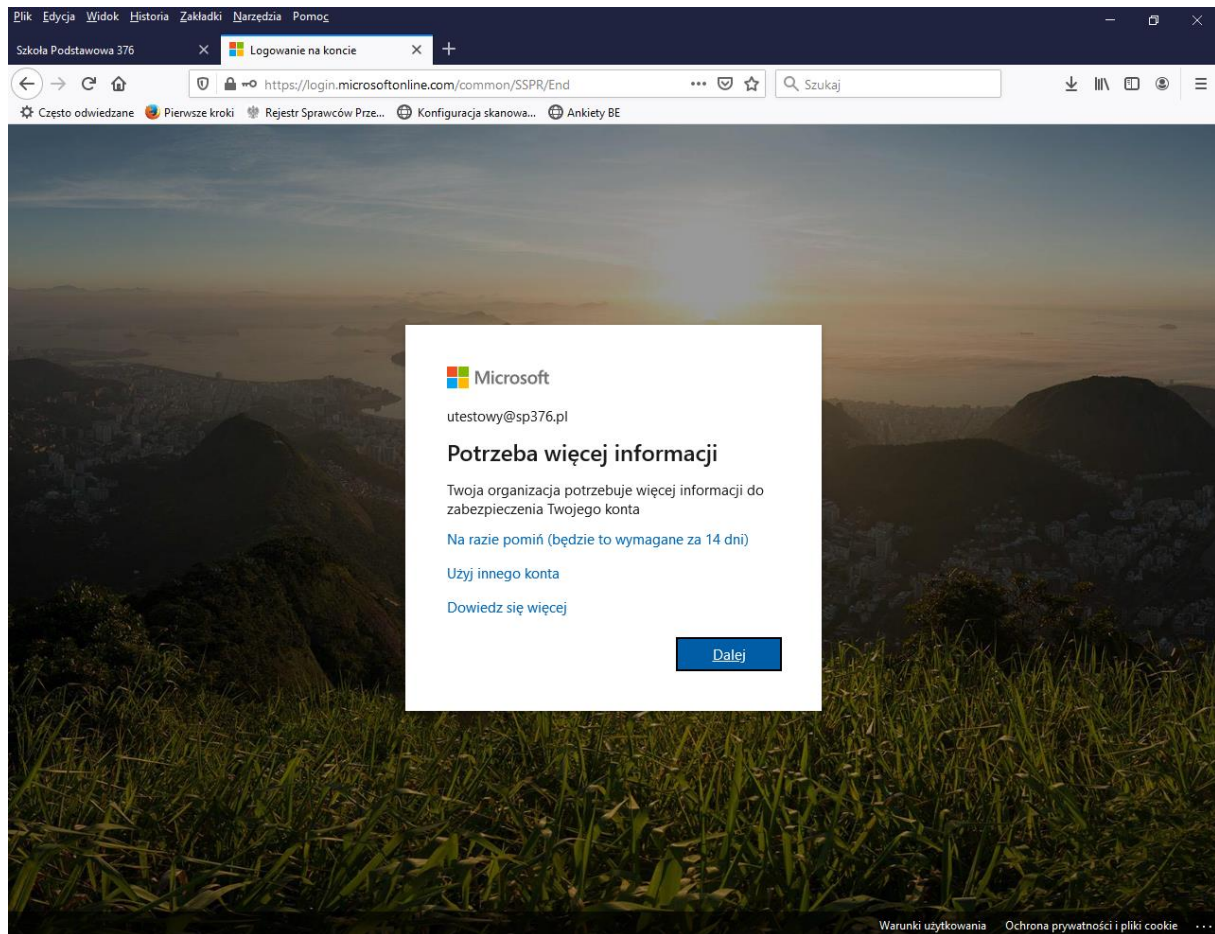 Plik Edycja Widok Historia Zakładki Narzędzia Pomoc
Szkoła Podstawowa 376
Logowanie na koncie
https://login.microsoftonline.com/common/SSPR/End
Szukaj
Często odwiedzane Pierwsze kroki Rejestr Sprawców Prze... Konfiguracja skanowa... Ankiety BE
Microsoft
utestowy@sp376.pl
Potrzeba więcej informacji
Twoja organizacja potrzebuje więcej informacji do
zabezpieczenia Twojego konta
Na razie pomiń (będzie to wymagane za 14 dni)
Użyj innego konta
Dowiedz się więcej
Dalej
Warunki użytkowania Ochrona prywatności i pliki cookie ...